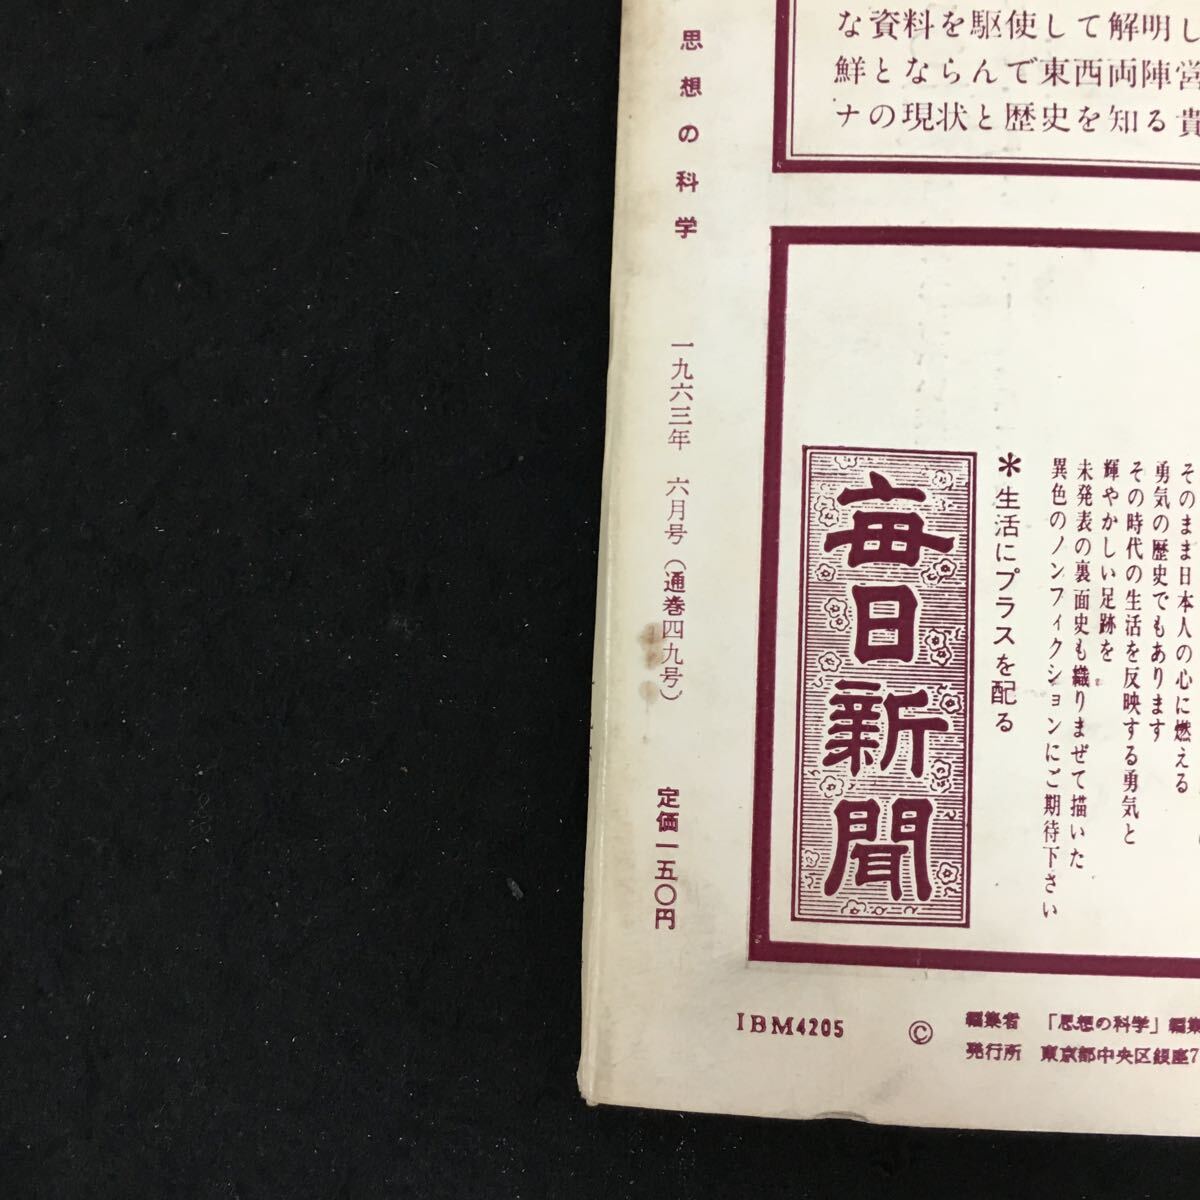 な資料を駆使して解明し
鮮とならんで東西両陣営
ナの現状と歴史を知る貴
思想の科学
一九六三年 六月号(通巻四九号)
定価一五〇円
そのまま日本人の心に燃える
勇気の歴史でもあります
その時代の生活を反映する勇気と
輝やかしい足跡を
未発表の裏面史も織りまぜて描いた
異色のノンフィクションにご期待下さい
*生活にプラスを配る
毎日新聞
IBM4205
© 編集者 「思想の科学」編集
発行所 東京都中央区銀座7